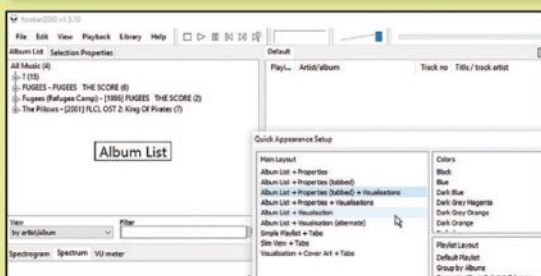 foobar2000 v1.3.10
File Edit View Playback Library Help
Album List Selection Properties
Default
All Music (4)
? (15)
FUGEES - FUGEES THE SCORE (6)
Fugees (Refugee Camp) - [1996] FUGEES THE SCORE (2)
The Pillows - [2001] FLCL OST 2: King Of Pirates (7)
Playi... Artist/album Track no Title / track artist
Album List
Quick Appearance Setup
Main Layout
Album List + Properties
Album List + Properties (tabbed)
Album List + Properties (tabbed) + Visualisations
Album List + Properties + Visualisations
Album List + Visualisation
Album List + Visualisation (alternate)
Simple Playlist + Tabs
Slim View + Tabs
Visualisation + Cover Art + Tabs
Colors
Black
Blue
Dark Blue
Dark Grey Magenta
Dark Grey Orange
Dark Orange
Playlist Layout
Default Playlist
Group by Albums
View
Filter
by artist/album
Spectrogram Spectrum VU meter